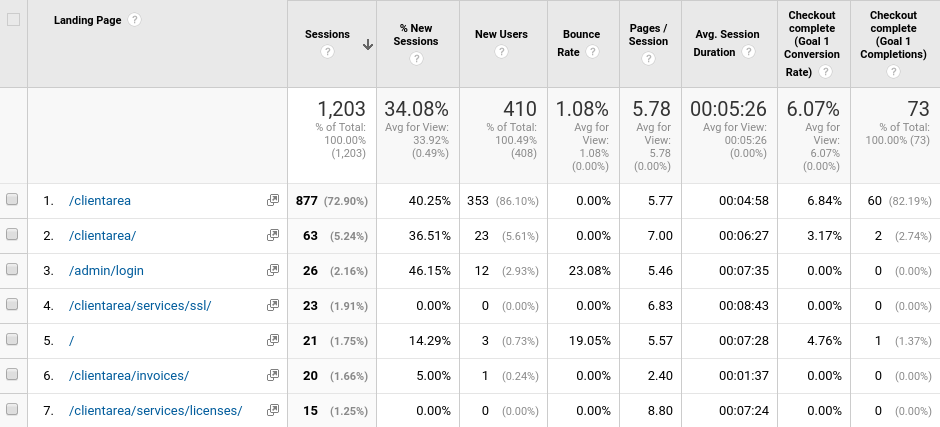 Landing Page ?
Sessions ? ↓
% New Sessions ?
New Users ?
Bounce Rate ?
Pages / Session ?
Avg. Session Duration ?
Checkout complete (Goal 1 Conversion Rate) ?
Checkout complete (Goal 1 Completions) ?
1,203 % of Total: 100.00% (1,203)
34.08% Avg for View: 33.92% (0.49%)
410 % of Total: 100.49% (408)
1.08% Avg for View: 1.08% (0.00%)
5.78 Avg for View: 5.78 (0.00%)
00:05:26 Avg for View: 00:05:26 (0.00%)
6.07% Avg for View: 6.07% (0.00%)
73 % of Total: 100.00% (73)
1. /clientarea 877 (72.90%) 40.25% 353 (86.10%) 0.00% 5.77 00:04:58 6.84% 60 (82.19%)
2. /clientarea/ 63 (5.24%) 36.51% 23 (5.61%) 0.00% 7.00 00:06:27 3.17% 2 (2.74%)
3. /admin/login 26 (2.16%) 46.15% 12 (2.93%) 23.08% 5.46 00:07:35 0.00% 0 (0.00%)
4. /clientarea/services/ssl/ 23 (1.91%) 0.00% 0 (0.00%) 0.00% 6.83 00:08:43 0.00% 0 (0.00%)
5. / 21 (1.75%) 14.29% 3 (0.73%) 19.05% 5.57 00:07:28 4.76% 1 (1.37%)
6. /clientarea/invoices/ 20 (1.66%) 5.00% 1 (0.24%) 0.00% 2.40 00:01:37 0.00% 0 (0.00%)
7. /clientarea/services/licenses/ 15 (1.25%) 0.00% 0 (0.00%) 0.00% 8.80 00:07:24 0.00% 0 (0.00%)